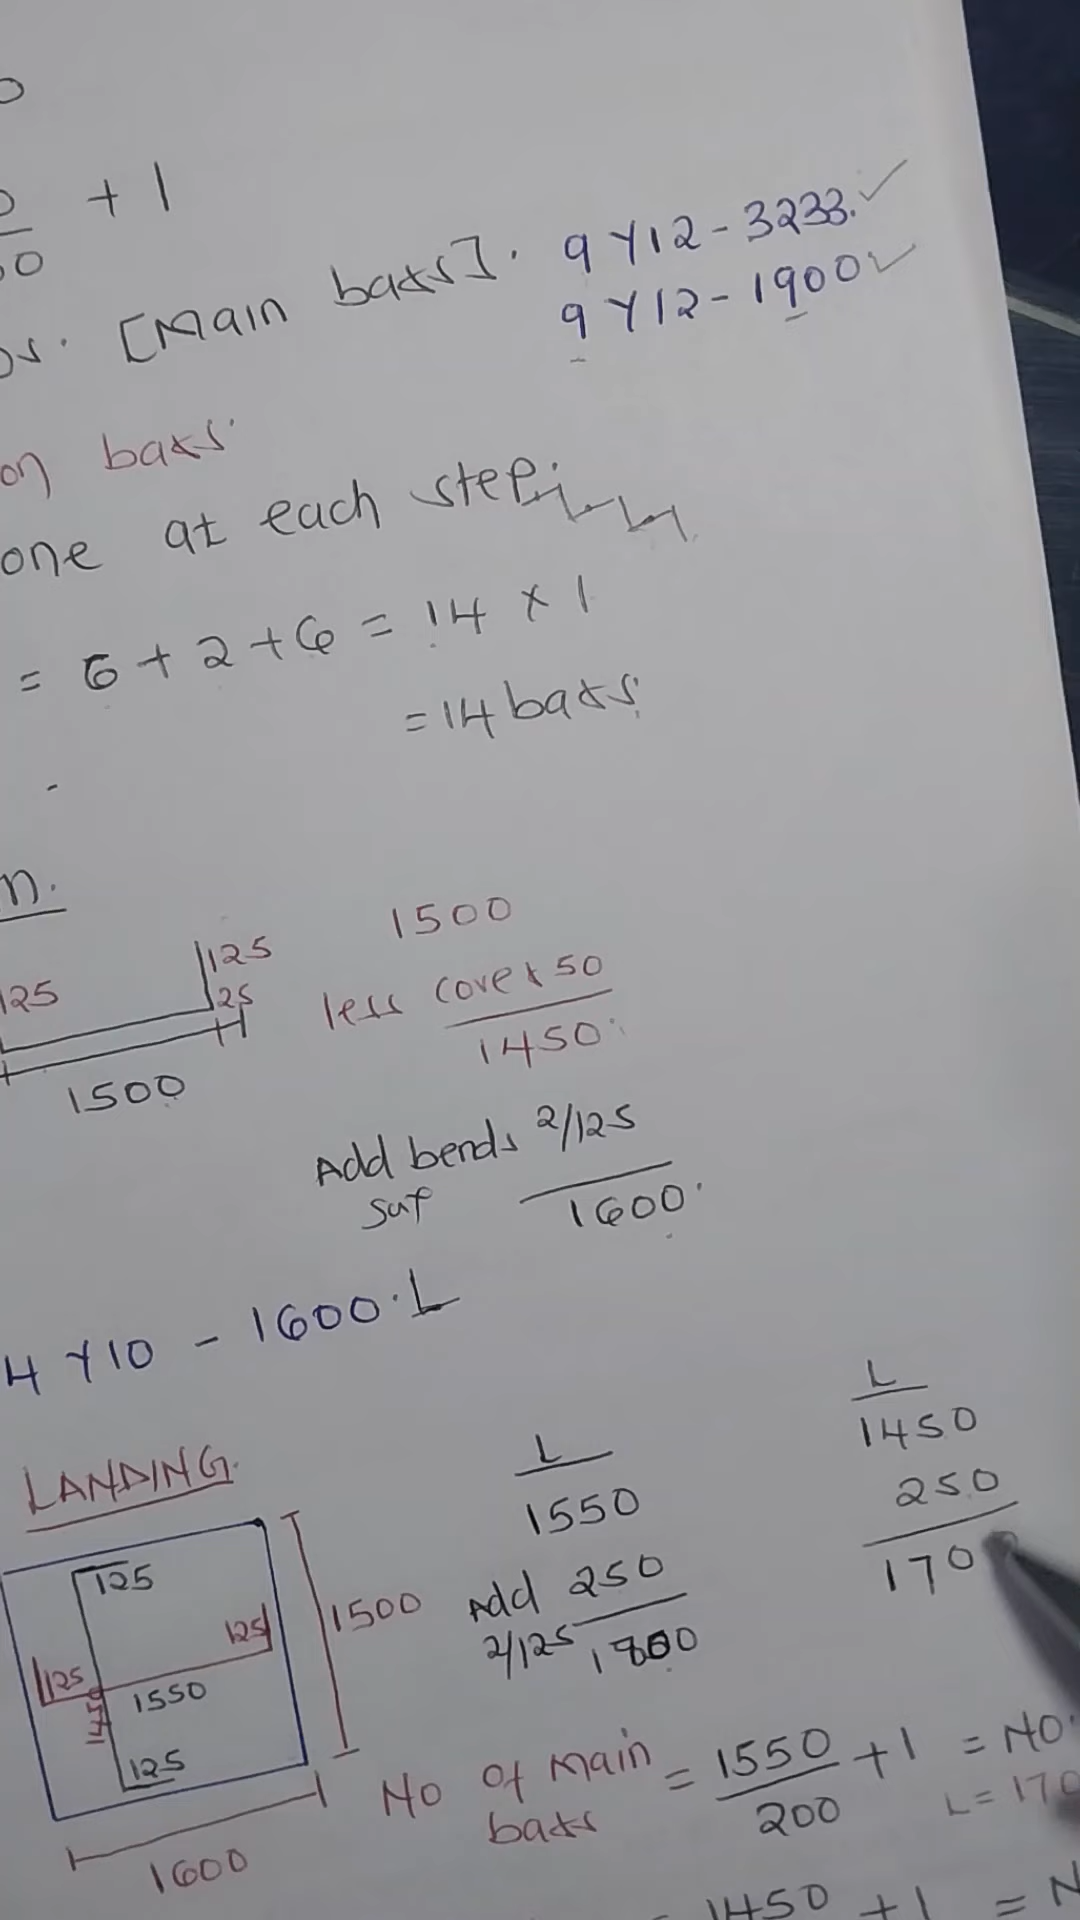 + 1
[Main bars]. 9 Y12 - 3233.
9 Y12 - 1900
on bars
one at each step
= 6 + 2 + 6 = 14 x 1
= 14 bars
125
125
25
1500
1500
less cover 50
1450
Add bends 2/125
say 1600
4 Y10 - 1600.L
LANDING
125
125
125
1550
1450
125
1500
1600
L
1550
Add 250
2/125 1800
L
1450
250
170
No of main bars = 1550/200 + 1 = NO
L = 170
1450 + 1 = N